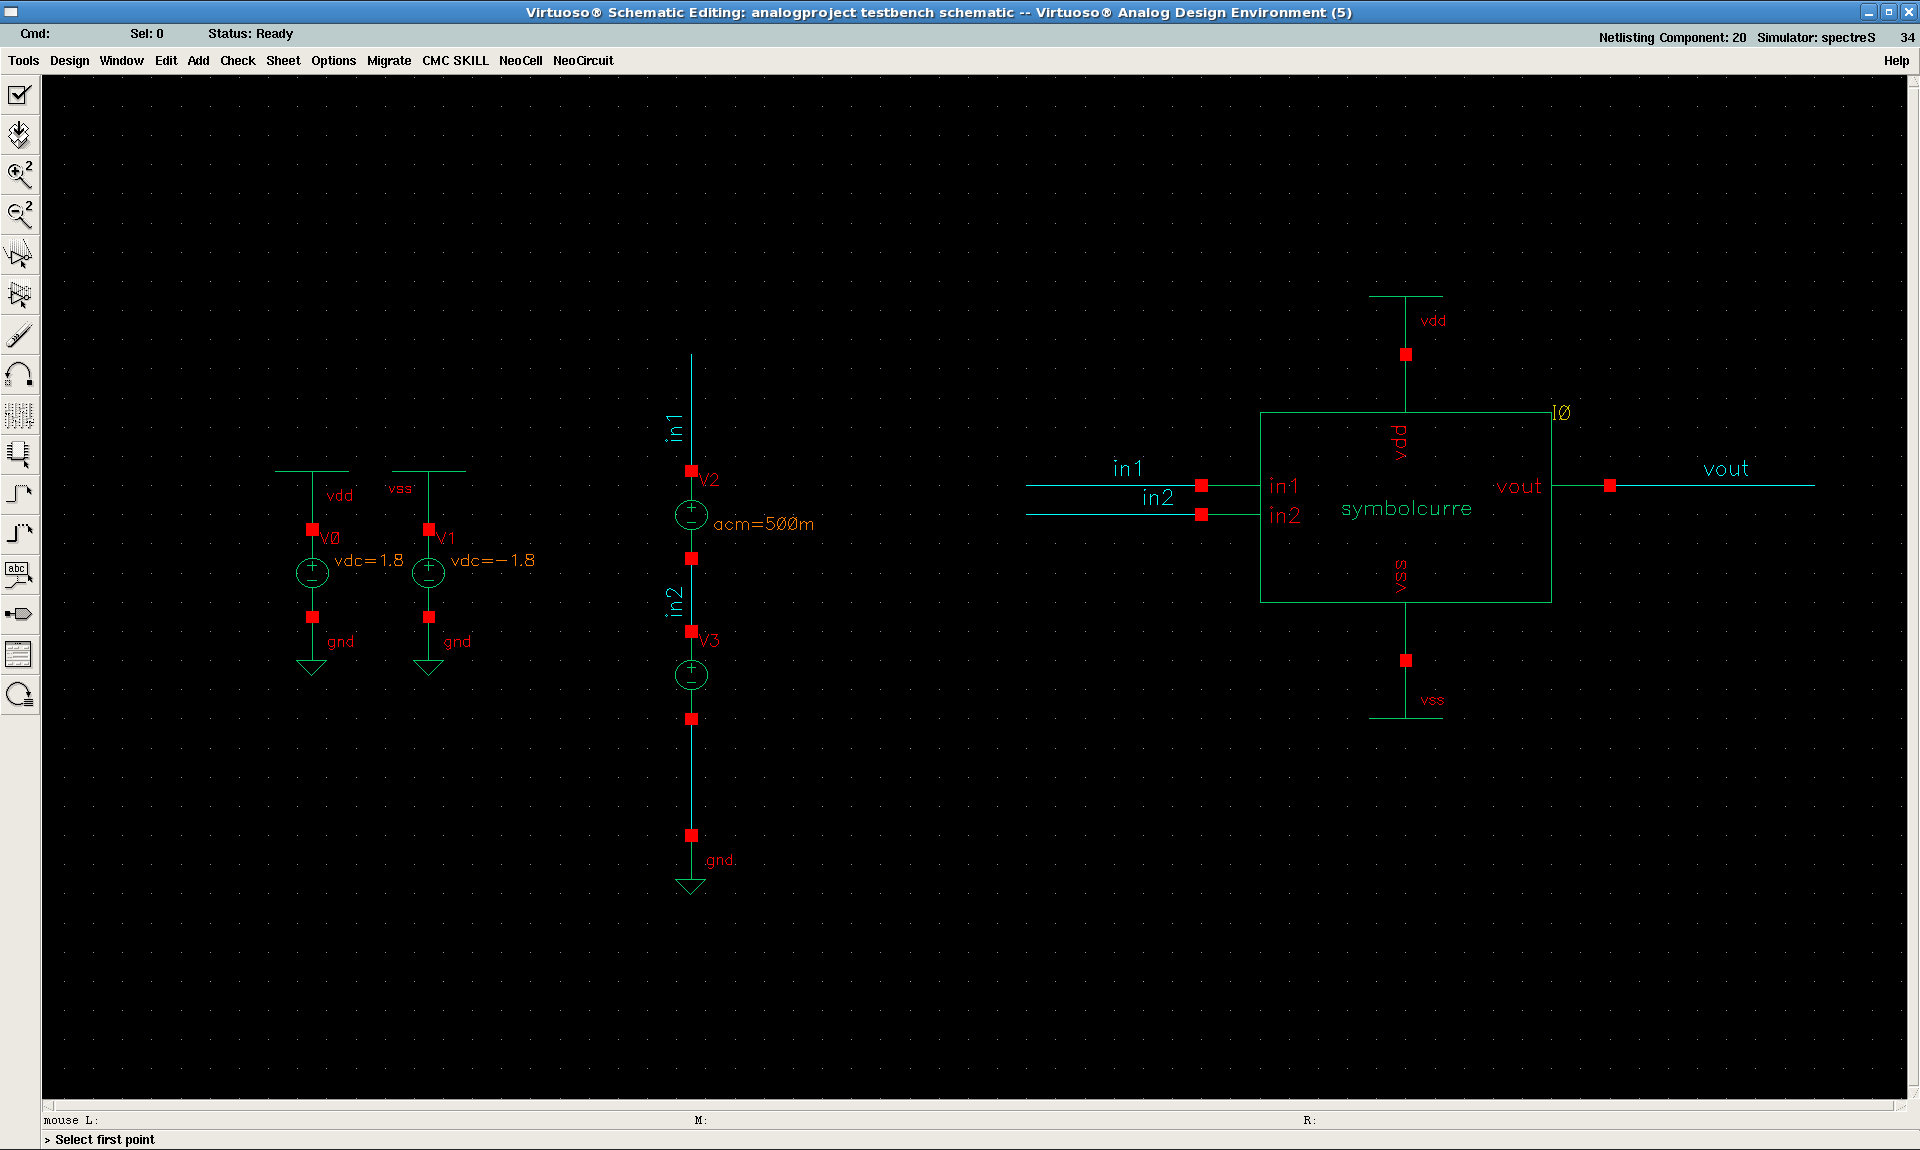 Virtuoso® Schematic Editing: analogproject testbench schematic -- Virtuoso® Analog Design Environment (5)
Cmd: Sel: 0 Status: Ready Netlisting Component: 20 Simulator: spectreS 34
Tools Design Window Edit Add Check Sheet Options Migrate CMC SKILL NeoCell NeoCircuit Help
2
2
abc
vdd
vss
V0
V1
vdc=1.8
vdc=-1.8
gnd
gnd
in1
V2
acm=500m
in2
V3
gnd
vdd
I0
vdd
in1
in1
vout
vout
in2
in2
symbolcurre
vss
vss
mouse L: M: R:
> Select first point